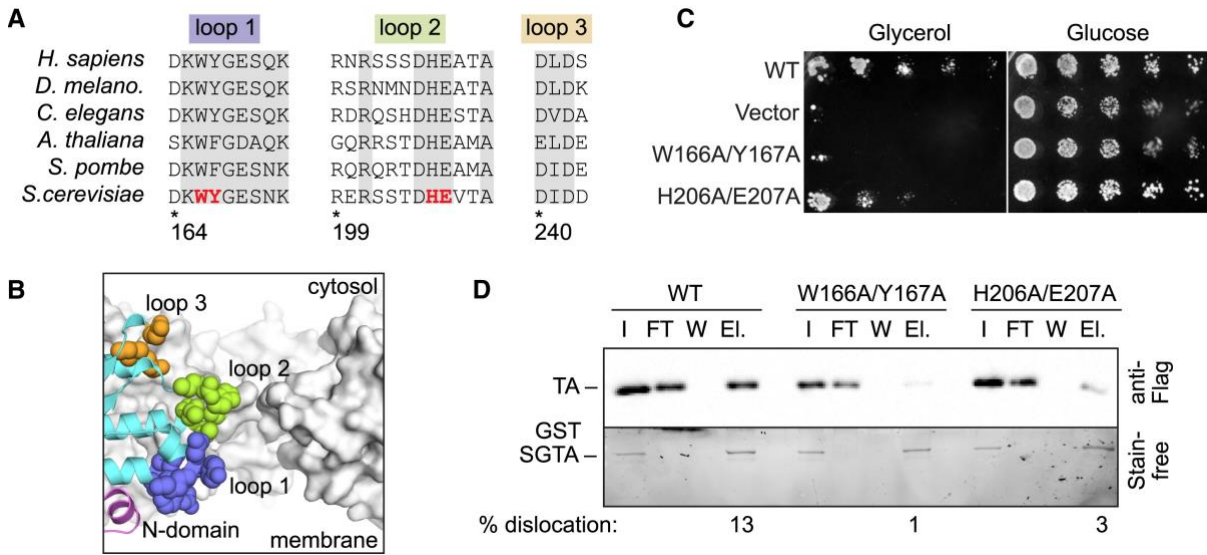 A
loop 1 loop 2 loop 3
H. sapiens DKWYGESQK RNRSSSDHEATA DLDS
D. melano. DKWYGESQK RSRNMNDHEATA DLDK
C. elegans DKWYGESQK RDRQSHDHESTA DVDA
A. thaliana SKWFGDAQK GQRRSTDHEAMA ELDE
S. pombe DKWFGESQK RQRQRTDHEAMA DIDE
S.cerevisiae DKWYGESNK RERSSTDHEVTA DIDD
* * *
164 199 240
B
cytosol
loop 3
loop 2
loop 1
N-domain
membrane
C
Glycerol Glucose
WT
Vector
W166A/Y167A
H206A/E207A
D
WT W166A/Y167A H206A/E207A
I FT W El. I FT W El. I FT W El.
TA –
anti-
Flag
GST
SGTA –
Stain-
free
% dislocation: 13 1 3